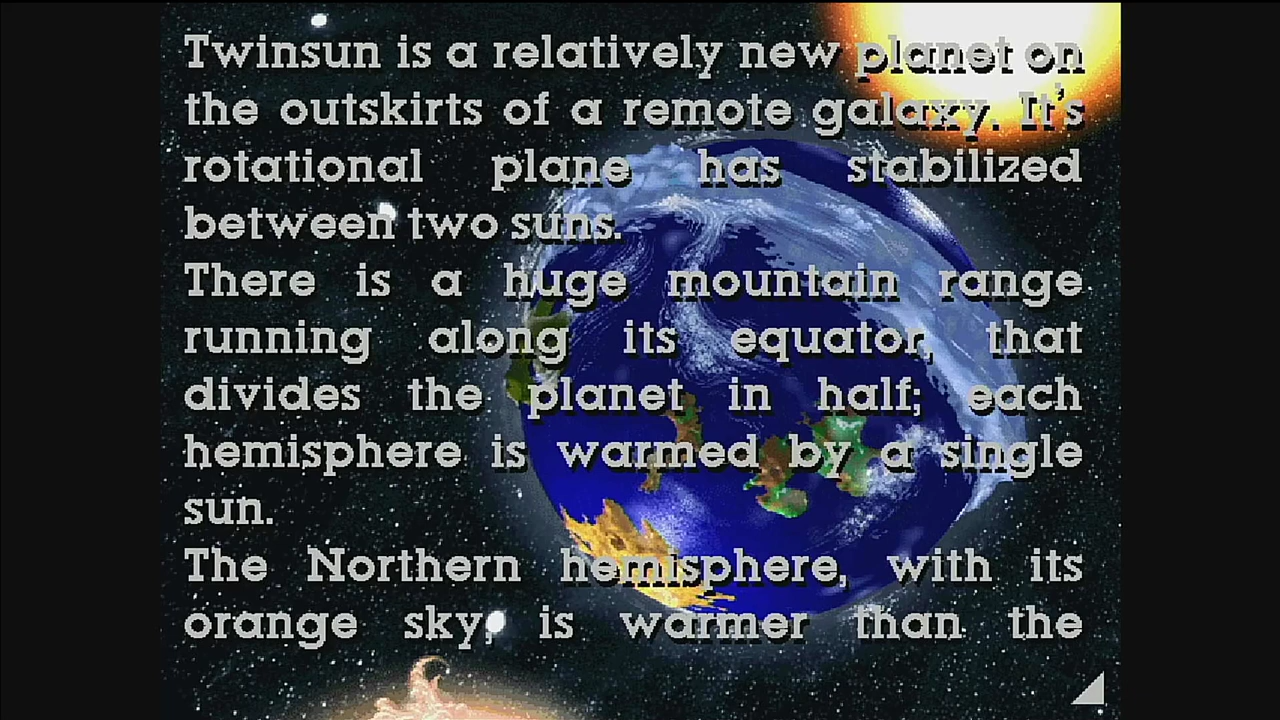 Twinsun is a relatively new planet on
the outskirts of a remote galaxy. It's
rotational plane has stabilized
between two suns.
There is a huge mountain range
running along its equator, that
divides the planet in half; each
hemisphere is warmed by a single
sun.
The Northern hemisphere, with its
orange sky, is warmer than the